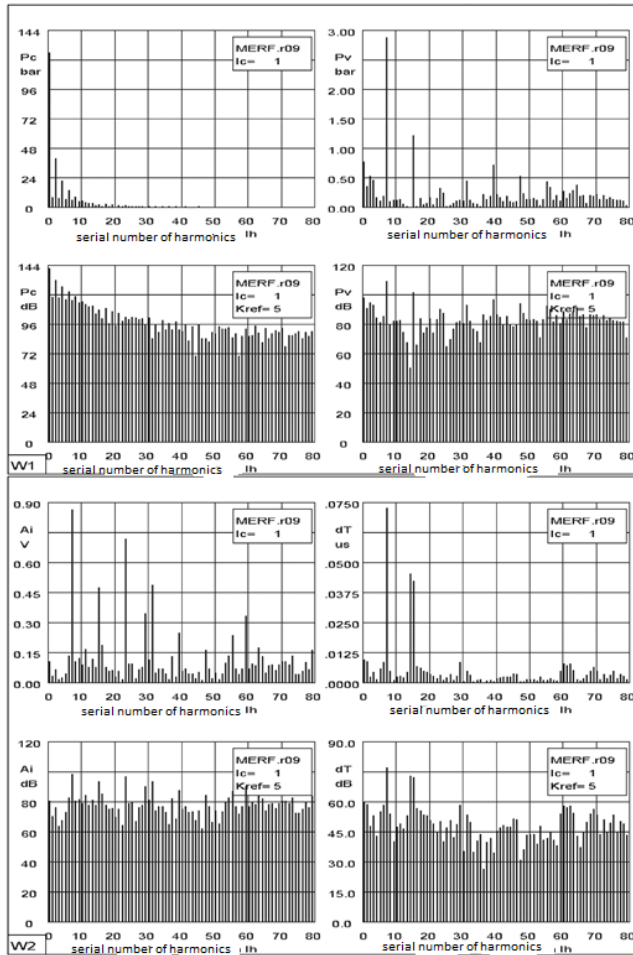 144
Pc
bar
96
72
48
24
0
MERF.r09
Ic= 1
0 10 20 30 40 50 60 70 80
serial number of harmonics Ih
3.00
Pv
bar
2.00
1.50
1.00
0.50
0.00
MERF.r09
Ic= 1
0 10 20 30 40 50 60 70 80
serial number of harmonics Ih
144
Pc
dB
96
72
48
24
0
MERF.r09
Ic= 1
Kref= 5
0 10 20 30 40 50 60 70 80
W1 serial number of harmonics Ih
120
Pv
dB
80
60
40
20
0
MERF.r09
Ic= 1
Kref= 5
0 10 20 30 40 50 60 70 80
serial number of harmonics Ih
0.90
Ai
V
0.60
0.45
0.30
0.15
0.00
MERF.r09
Ic= 1
0 10 20 30 40 50 60 70 80
serial number of harmonics Ih
.0750
dT
us
.0500
.0375
.0250
.0125
.0000
MERF.r09
Ic= 1
0 10 20 30 40 50 60 70 80
serial number of harmonics Ih
120
Ai
dB
80
60
40
20
0
MERF.r09
Ic= 1
Kref= 5
0 10 20 30 40 50 60 70 80
W2 serial number of harmonics Ih
90.0
dT
dB
60.0
45.0
30.0
15.0
0.0
MERF.r09
Ic= 1
Kref= 5
0 10 20 30 40 50 60 70 80
serial number of harmonics Ih